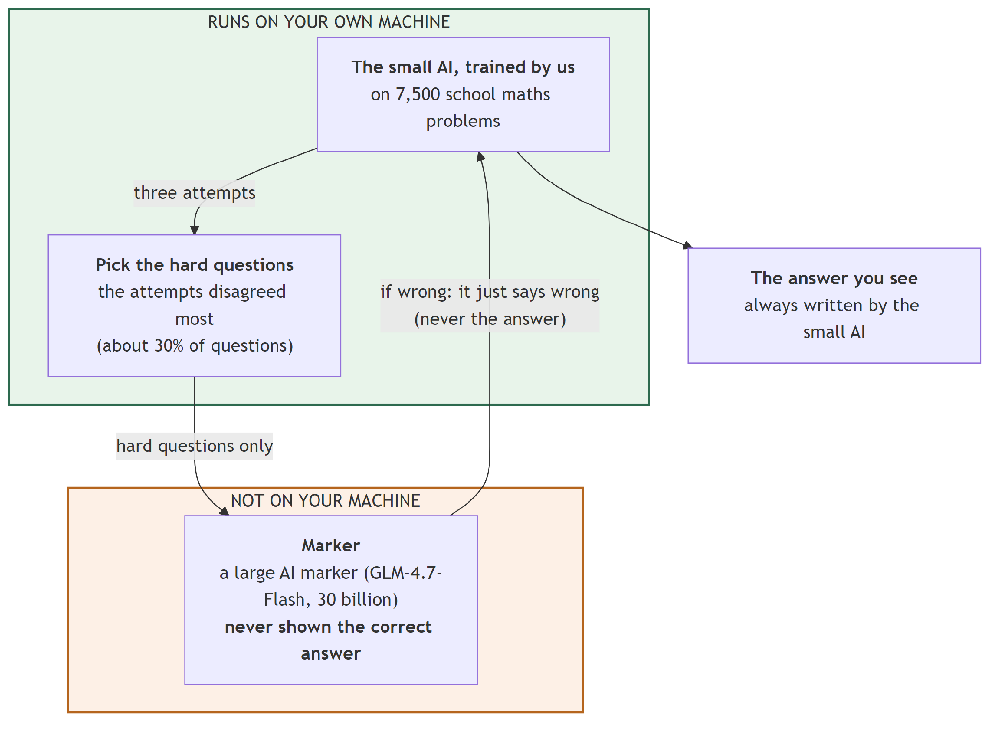 RUNS ON YOUR OWN MACHINE
The small AI, trained by us
on 7,500 school maths
problems
three attempts
Pick the hard questions
the attempts disagreed
most
(about 30% of questions)
if wrong: it just says wrong
(never the answer)
The answer you see
always written by the
small AI
hard questions only
NOT ON YOUR MACHINE
Marker
a large AI marker (GLM-4.7-
Flash, 30 billion)
never shown the correct
answer